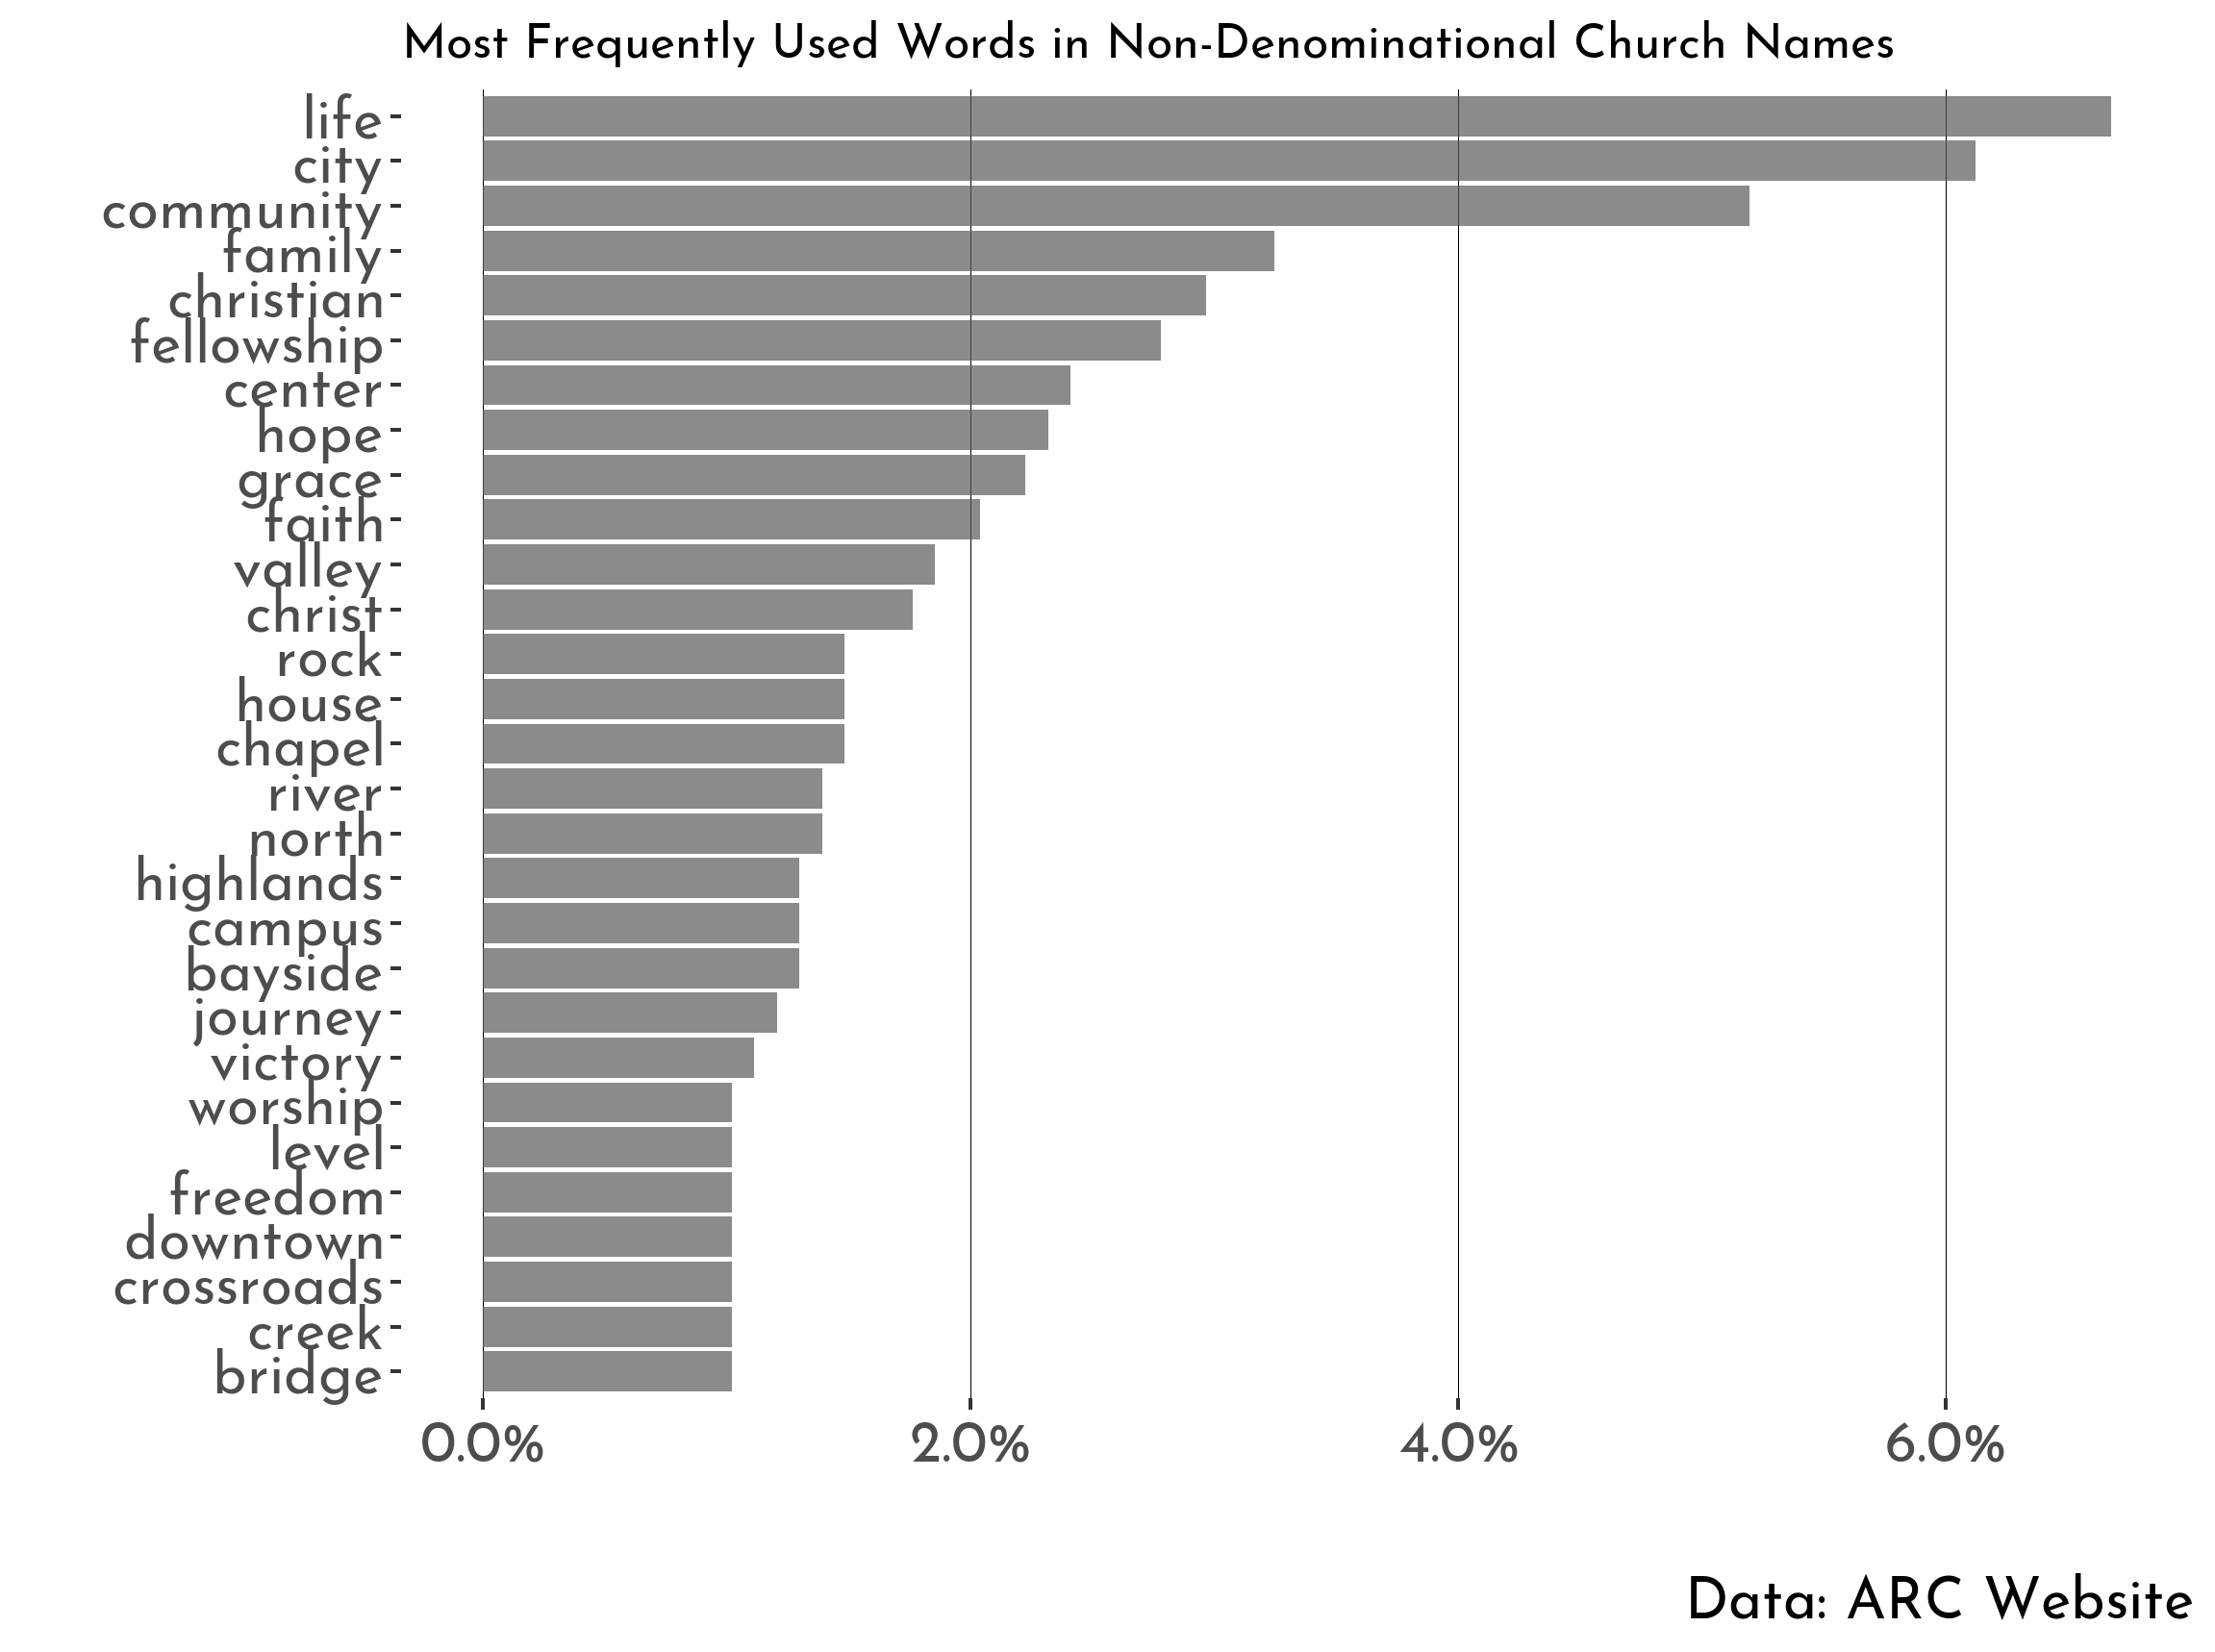 Most Frequently Used Words in Non-Denominational Church Names
life
city
community
family
christian
fellowship
center
hope
grace
faith
valley
christ
rock
house
chapel
river
north
highlands
campus
bayside
journey
victory
worship
level
freedom
downtown
crossroads
creek
bridge
0.0% 2.0% 4.0% 6.0%
Data: ARC Website